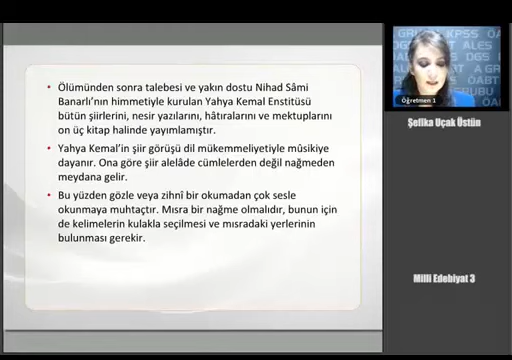 Ölümünden sonra talebesi ve yakın dostu Nihad Sâmi
Banarlı'nın himmetiyle kurulan Yahya Kemal Enstitüsü
bütün şiirlerini, nesir yazılarını, hâtıralarını ve mektuplarını
on üç kitap halinde yayımlamıştır.
Yahya Kemal'in şiir görüşü dil mükemmeliyetiyle mûsikiye
dayanır. Ona göre şiir alelâde cümlelerden değil nağmeden
meydana gelir.
Bu yüzden gözle veya zihnî bir okumadan çok sesle
okunmaya muhtaçtır. Mısra bir nağme olmalıdır, bunun için
de kelimelerin kulakla seçilmesi ve mısradaki yerlerinin
bulunması gerekir.
KPSS
ALES
DGS
ÖABT
Öğretmen 1
Şefika Uçak Üstün
Milli Edebiyat 3